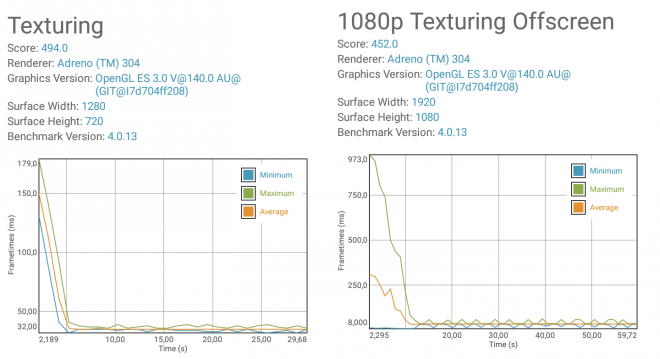 Texturing
Score: 494.0
Renderer: Adreno (TM) 304
Graphics Version: OpenGL ES 3.0 V@140.0 AU@
(GIT@I7d704ff208)
Surface Width: 1280
Surface Height: 720
Benchmark Version: 4.0.13
179,0
150,0
100,0
50,00
32,00
Frametimes (ms)
Minimum
Maximum
Average
2,189
10,00
15,00
20,00
25,00
29,68
Time (s)
1080p Texturing Offscreen
Score: 452.0
Renderer: Adreno (TM) 304
Graphics Version: OpenGL ES 3.0 V@140.0 AU@
(GIT@I7d704ff208)
Surface Width: 1920
Surface Height: 1080
Benchmark Version: 4.0.13
973,0
750,0
500,0
250,0
8,000
Frametimes (ms)
Minimum
Maximum
Average
2,295
20,00
30,00
40,00
50,00
59,72
Time (s)